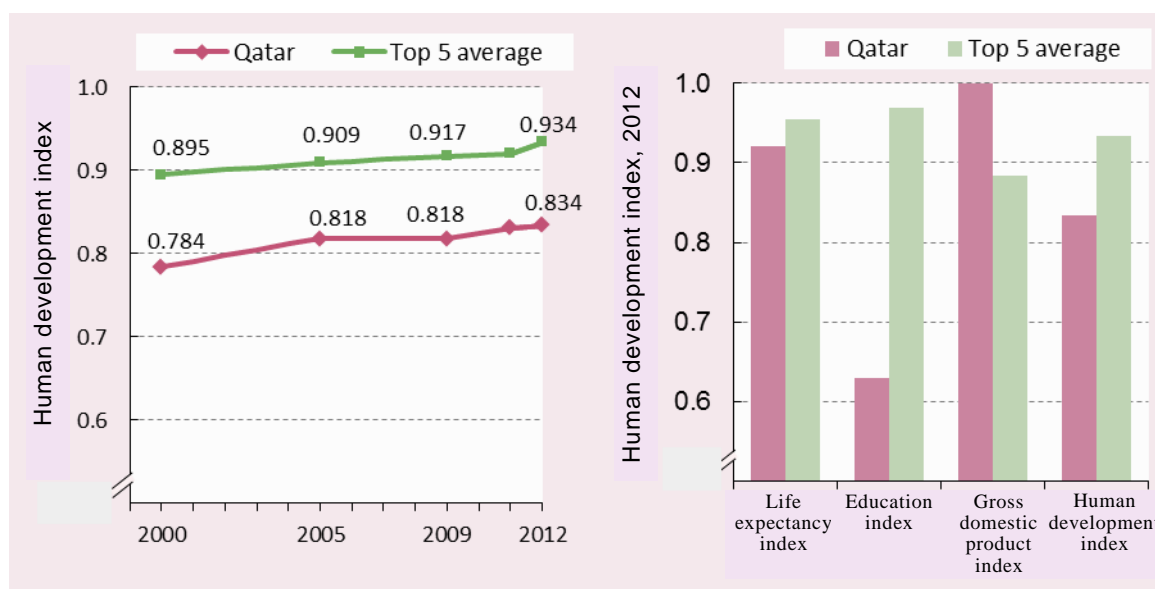 Qatar
Top 5 average
Human development index
1.0
0.9
0.8
0.7
0.6
0.895
0.909
0.917
0.934
0.784
0.818
0.818
0.834
2000
2005
2009
2012
Qatar
Top 5 average
Human development index, 2012
1.0
0.9
0.8
0.7
0.6
Life
expectancy
index
Education
index
Gross
domestic
product
index
Human
development
index